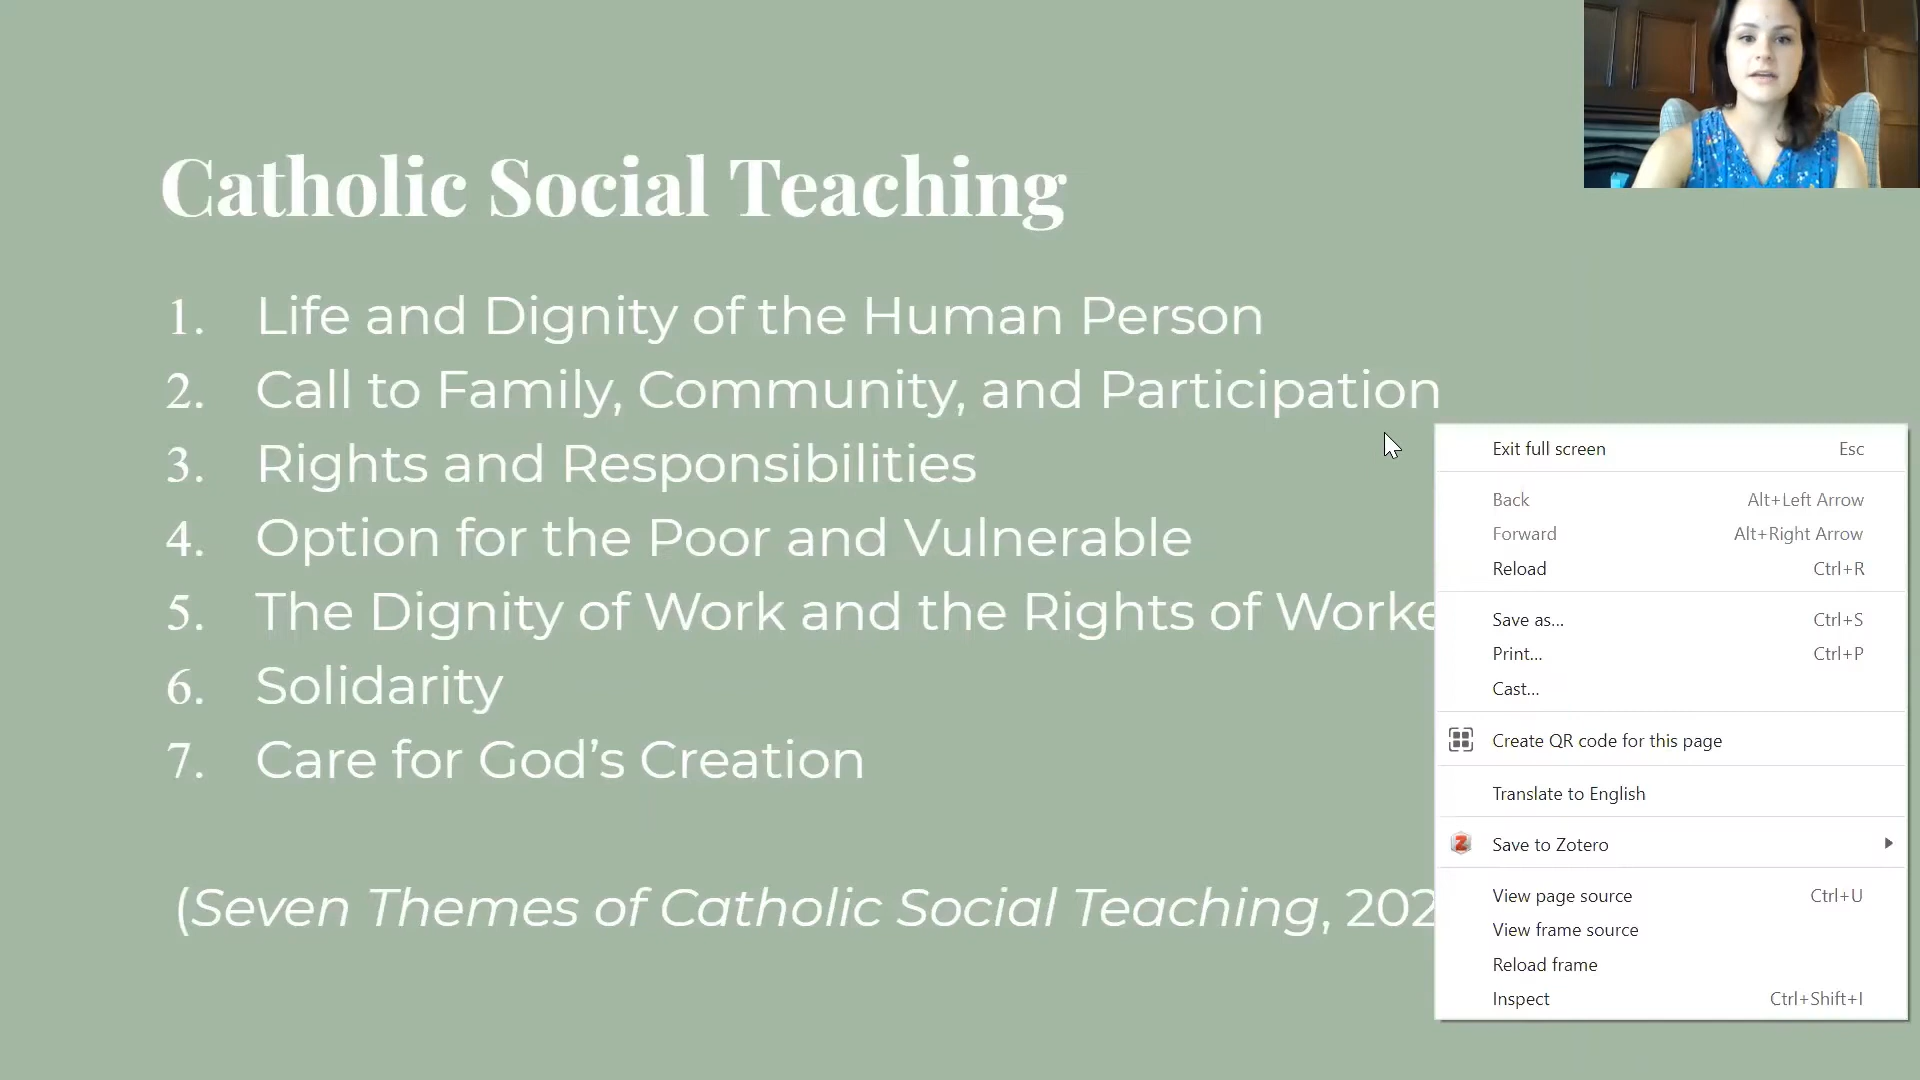 Catholic Social Teaching
1. Life and Dignity of the Human Person
2. Call to Family, Community, and Participation
3. Rights and Responsibilities
4. Option for the Poor and Vulnerable
5. The Dignity of Work and the Rights of
6. Solidarity
7. Care for God’s Creation
(Seven Themes of Catholic Social Teaching,
Exit full screen Esc
Back Alt+Left Arrow
Forward Alt+Right Arrow
Reload Ctrl+R
Save as... Ctrl+S
Print... Ctrl+P
Cast...
Create QR code for this page
Translate to English
Save to Zotero
View page source Ctrl+U
View frame source
Reload frame
Inspect Ctrl+Shift+I